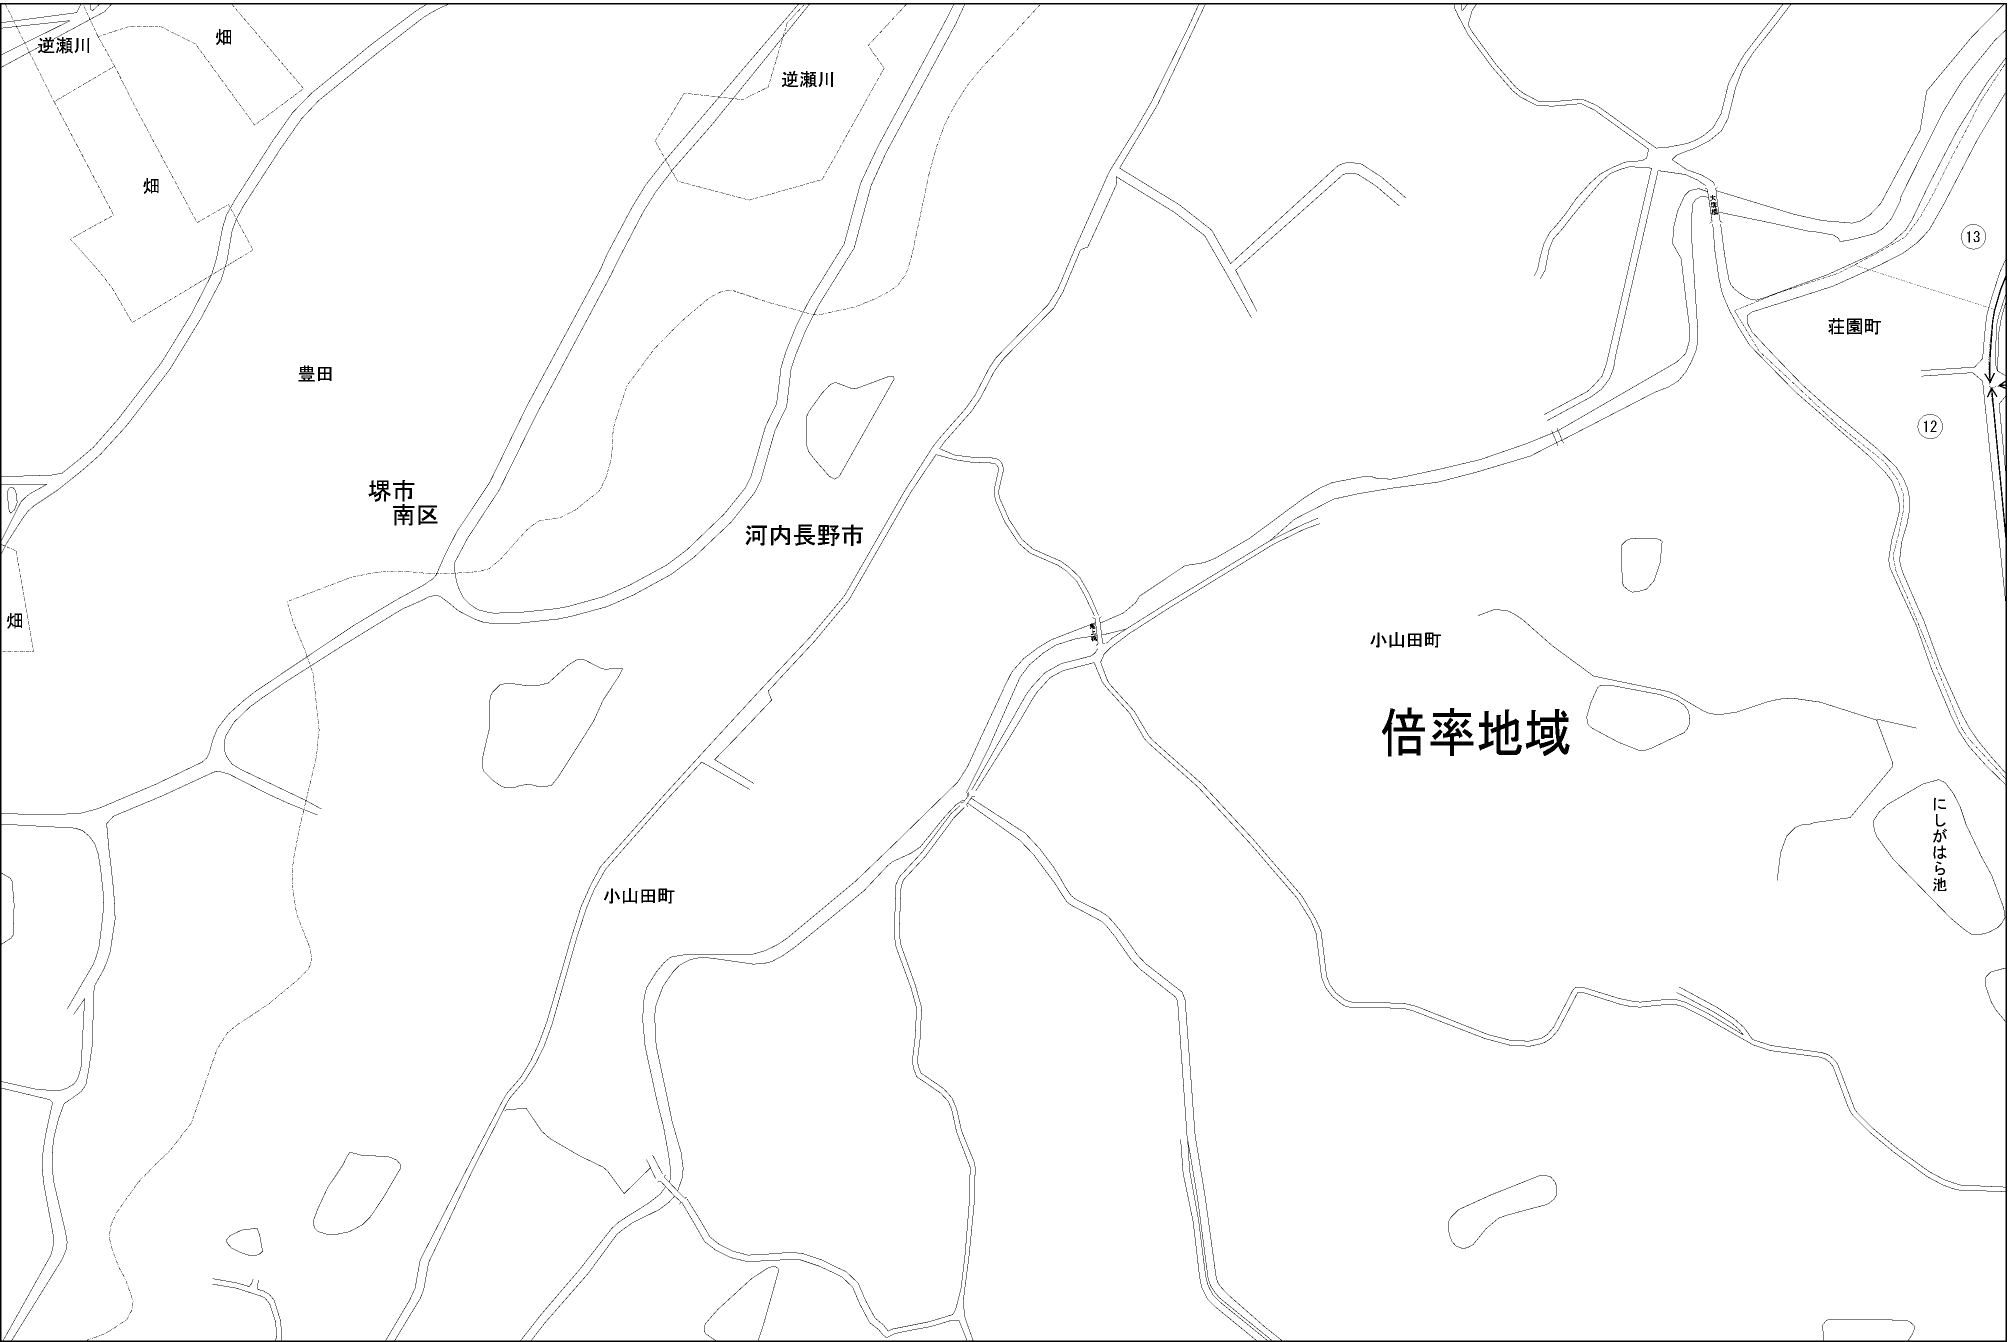 逆瀬川
畑
逆瀬川
畑
13
荘園町
豊田
12
堺市
南区
河内長野市
畑
小山田町
倍率地域
にしがはら池
小山田町